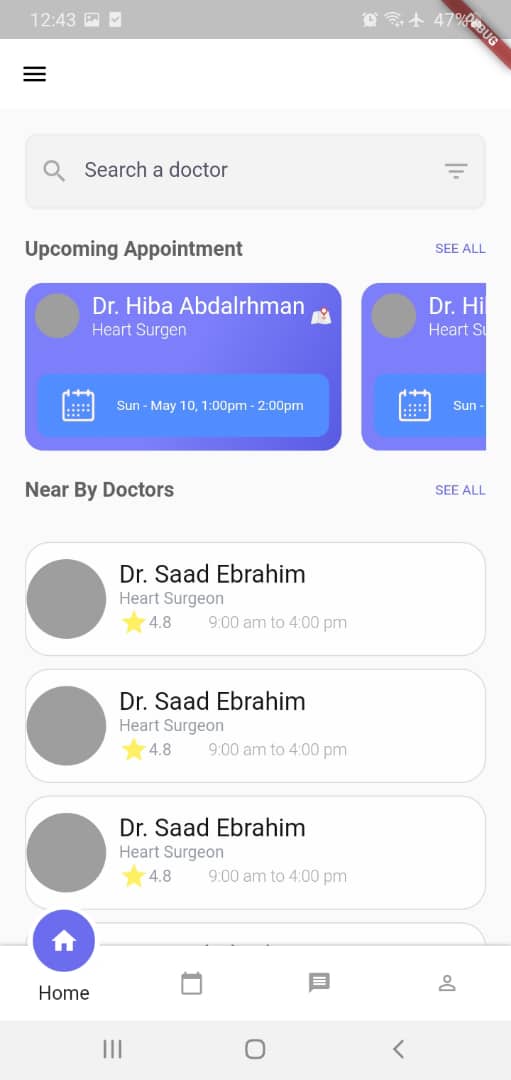 12:43
47%
DEBUG
Search a doctor
Upcoming Appointment
SEE ALL
Dr. Hiba Abdalrhman
Heart Surgen
Sun - May 10, 1:00pm - 2:00pm
Dr. Hi
Heart Su
Sun -
Near By Doctors
SEE ALL
Dr. Saad Ebrahim
Heart Surgeon
4.8 9:00 am to 4:00 pm
Dr. Saad Ebrahim
Heart Surgeon
4.8 9:00 am to 4:00 pm
Dr. Saad Ebrahim
Heart Surgeon
4.8 9:00 am to 4:00 pm
Home